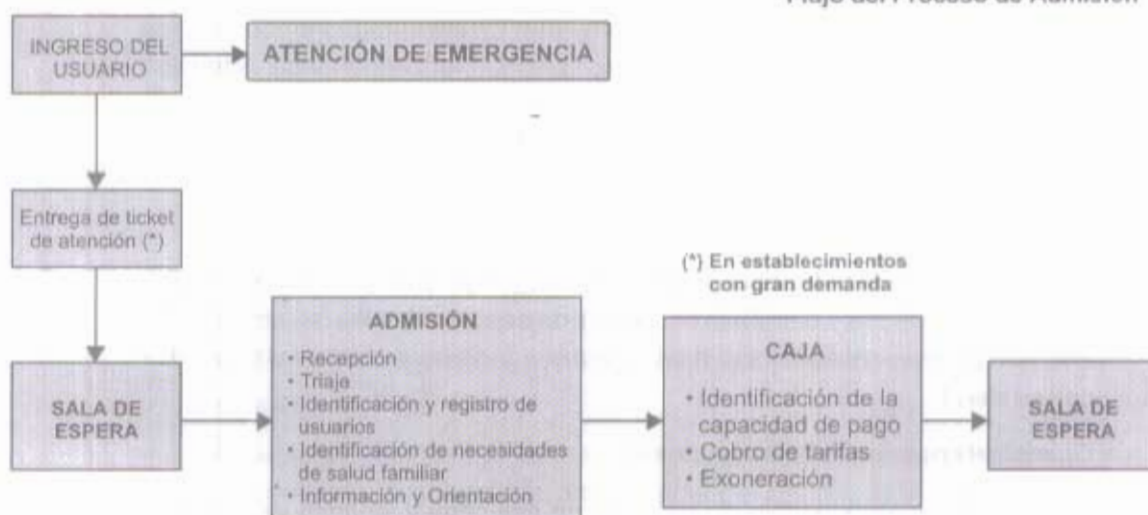 Flujo del Proceso de Admisión
INGRESO DEL
USUARIO
ATENCIÓN DE EMERGENCIA
Entrega de ticket
de atención (*)
(*) En establecimientos
con gran demanda
SALA DE
ESPERA
ADMISIÓN
• Recepción
• Triaje
• Identificación y registro de
usuarios
• Identificación de necesidades
de salud familiar
• Información y Orientación
CAJA
• Identificación de la
capacidad de pago
• Cobro de tarifas
• Exoneración
SALA DE
ESPERA